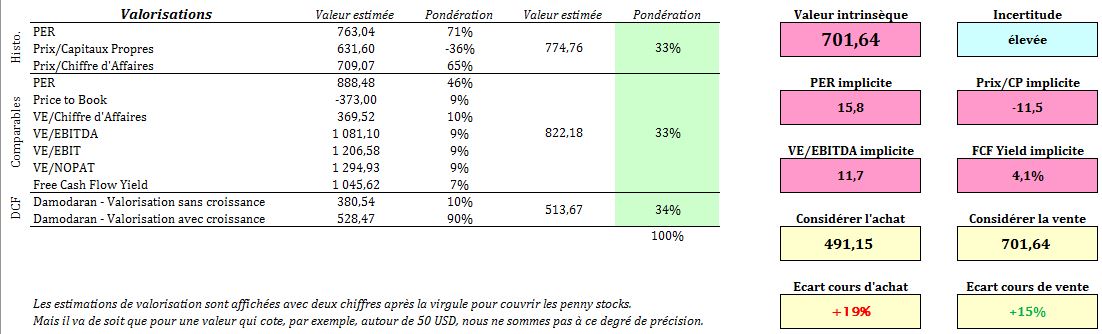 Valorisations Valeur estimée Pondération Valeur estimée Pondération
Histo.
PER 763,04 71%
Prix/Capitaux Propres 631,60 -36% 774,76 33%
Prix/Chiffre d'Affaires 709,07 65%
Comparables
PER 888,48 46%
Price to Book -373,00 9%
VE/Chiffre d'Affaires 369,52 10%
VE/EBITDA 1 081,10 9% 822,18 33%
VE/EBIT 1 206,58 9%
VE/NOPAT 1 294,93 9%
Free Cash Flow Yield 1 045,62 7%
DCF
Damodaran - Valorisation sans croissance 380,54 10% 513,67 34%
Damodaran - Valorisation avec croissance 528,47 90%
100%
Les estimations de valorisation sont affichées avec deux chiffres après la virgule pour couvrir les penny stocks.
Mais il va de soit que pour une valeur qui cote, par exemple, autour de 50 USD, nous ne sommes pas à ce degré de précision.
Valeur intrinsèque Incertitude
701,64 élevée
PER implicite Prix/CP implicite
15,8 -11,5
VE/EBITDA implicite FCF Yield implicite
11,7 4,1%
Considérer l'achat Considérer la vente
491,15 701,64
Ecart cours d'achat Ecart cours de vente
+19% +15%